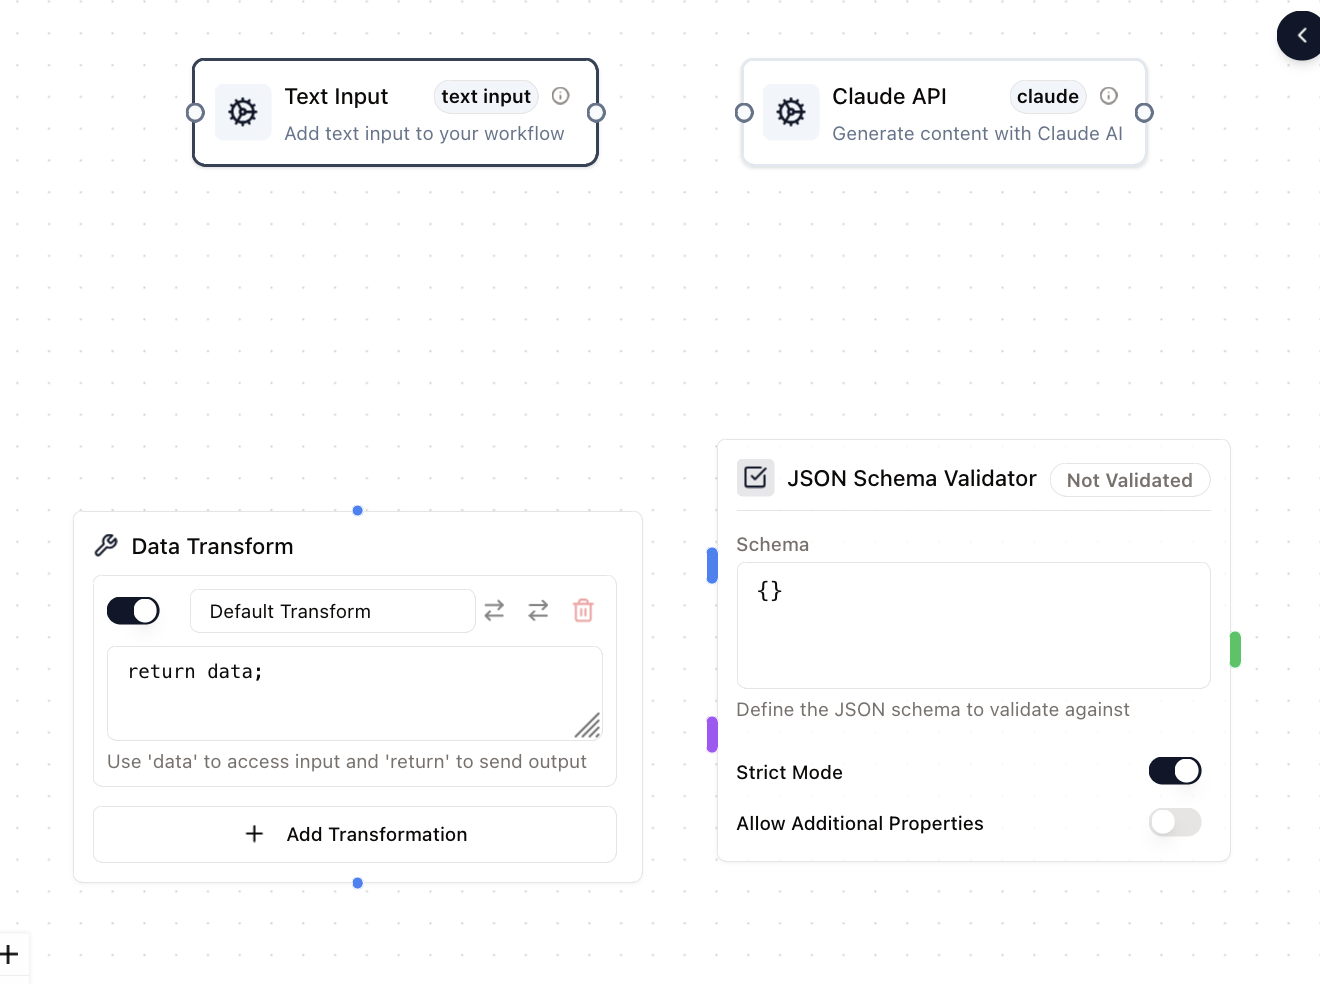 Text Input text input
Add text input to your workflow
Claude API claude
Generate content with Claude AI
Data Transform
Default Transform
return data;
Use 'data' to access input and 'return' to send output
Add Transformation
JSON Schema Validator Not Validated
Schema
{}
Define the JSON schema to validate against
Strict Mode
Allow Additional Properties